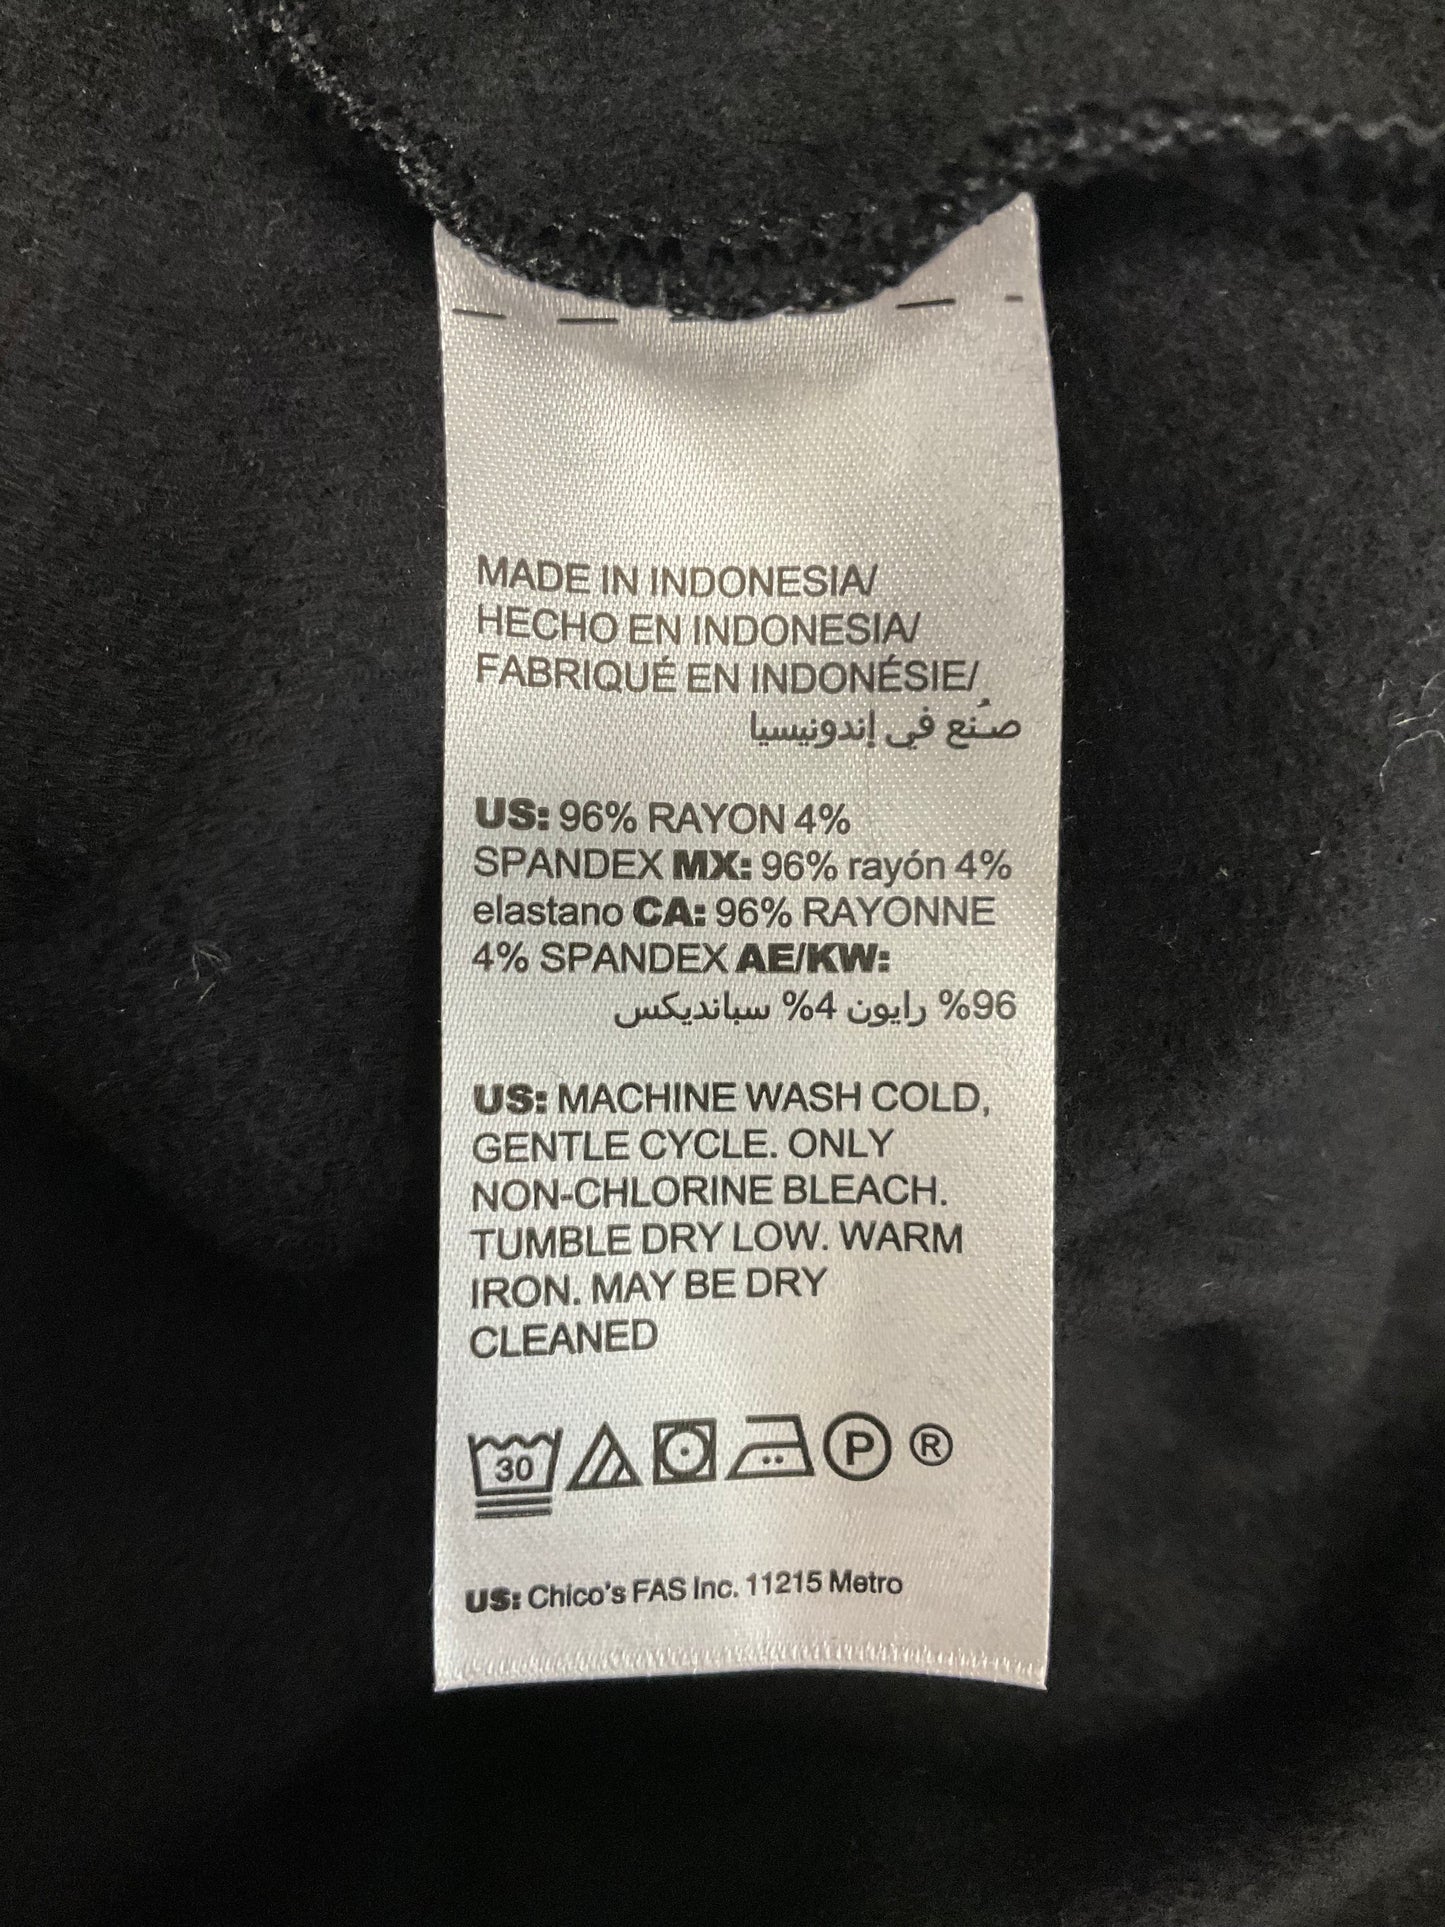 MADE IN INDONESIA/
HECHO EN INDONESIA/
FABRIQUÉ EN INDONÉSIE/
صُنع في إندونيسيا
US: 96% RAYON 4%
SPANDEX MX: 96% rayón 4%
elastano CA: 96% RAYONNE
4% SPANDEX AE/KW:
96% رايون 4% سبانديكس
US: MACHINE WASH COLD,
GENTLE CYCLE. ONLY
NON-CHLORINE BLEACH.
TUMBLE DRY LOW. WARM
IRON. MAY BE DRY
CLEANED
30 P ®
US: Chico's FAS Inc. 11215 Metro